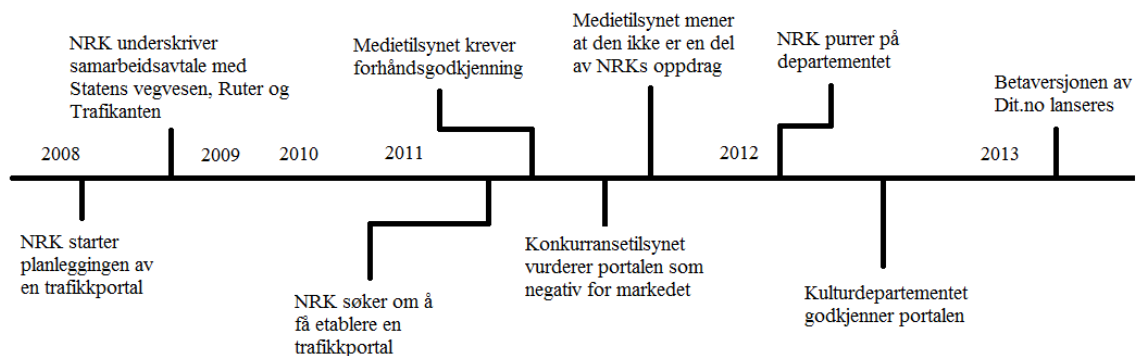 NRK underskriver
samarbeidsavtale med
Statens vegvesen, Ruter og
Trafikanten
Medietilsynet krever
forhåndsgodkjenning
Medietilsynet mener
at den ikke er en del
av NRKs oppdrag
NRK purrer på
departementet
Betaversjonen av
Dit.no lanseres
2008
2009
2010
2011
2012
2013
NRK starter
planleggingen av
en trafikkportal
NRK søker om å
få etablere en
trafikkportal
Konkurransetilsynet
vurderer portalen som
negativ for markedet
Kulturdepartementet
godkjenner portalen